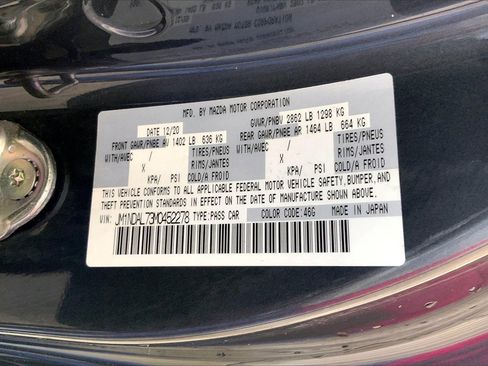 MFD. BY MAZDA MOTOR CORPORATION
DATE 12/20 GVWR/PNBV 2862 LB 1298 KG
FRONT GAWR/PNBE AV 1402 LB 636 KG REAR GAWR/PNBE AR 1464 LB 664 KG
WITH/AVEC TIRES/PNEUS WITH/AVEC TIRES/PNEUS
X RIMS/JANTES X RIMS/JANTES
/ KPA/ PSI COLD/A FROID / KPA/ PSI COLD/A FROID
THIS VEHICLE CONFORMS TO ALL APPLICABLE FEDERAL MOTOR VEHICLE SAFETY, BUMPER, AND
THEFT PREVENTION STANDARDS IN EFFECT ON THE DATE OF MANUFACTURE SHOWN ABOVE.
VIN: JM1NDAL73M0452278 TYPE:PASS CAR COLOR CODE:46G MADE IN JAPAN